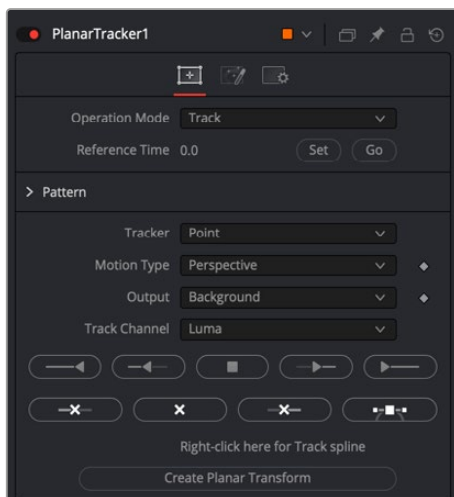 PlanarTracker1
Operation Mode Track
Reference Time 0.0 Set Go
Pattern
Tracker Point
Motion Type Perspective
Output Background
Track Channel Luma
Right-click here for Track spline
Create Planar Transform